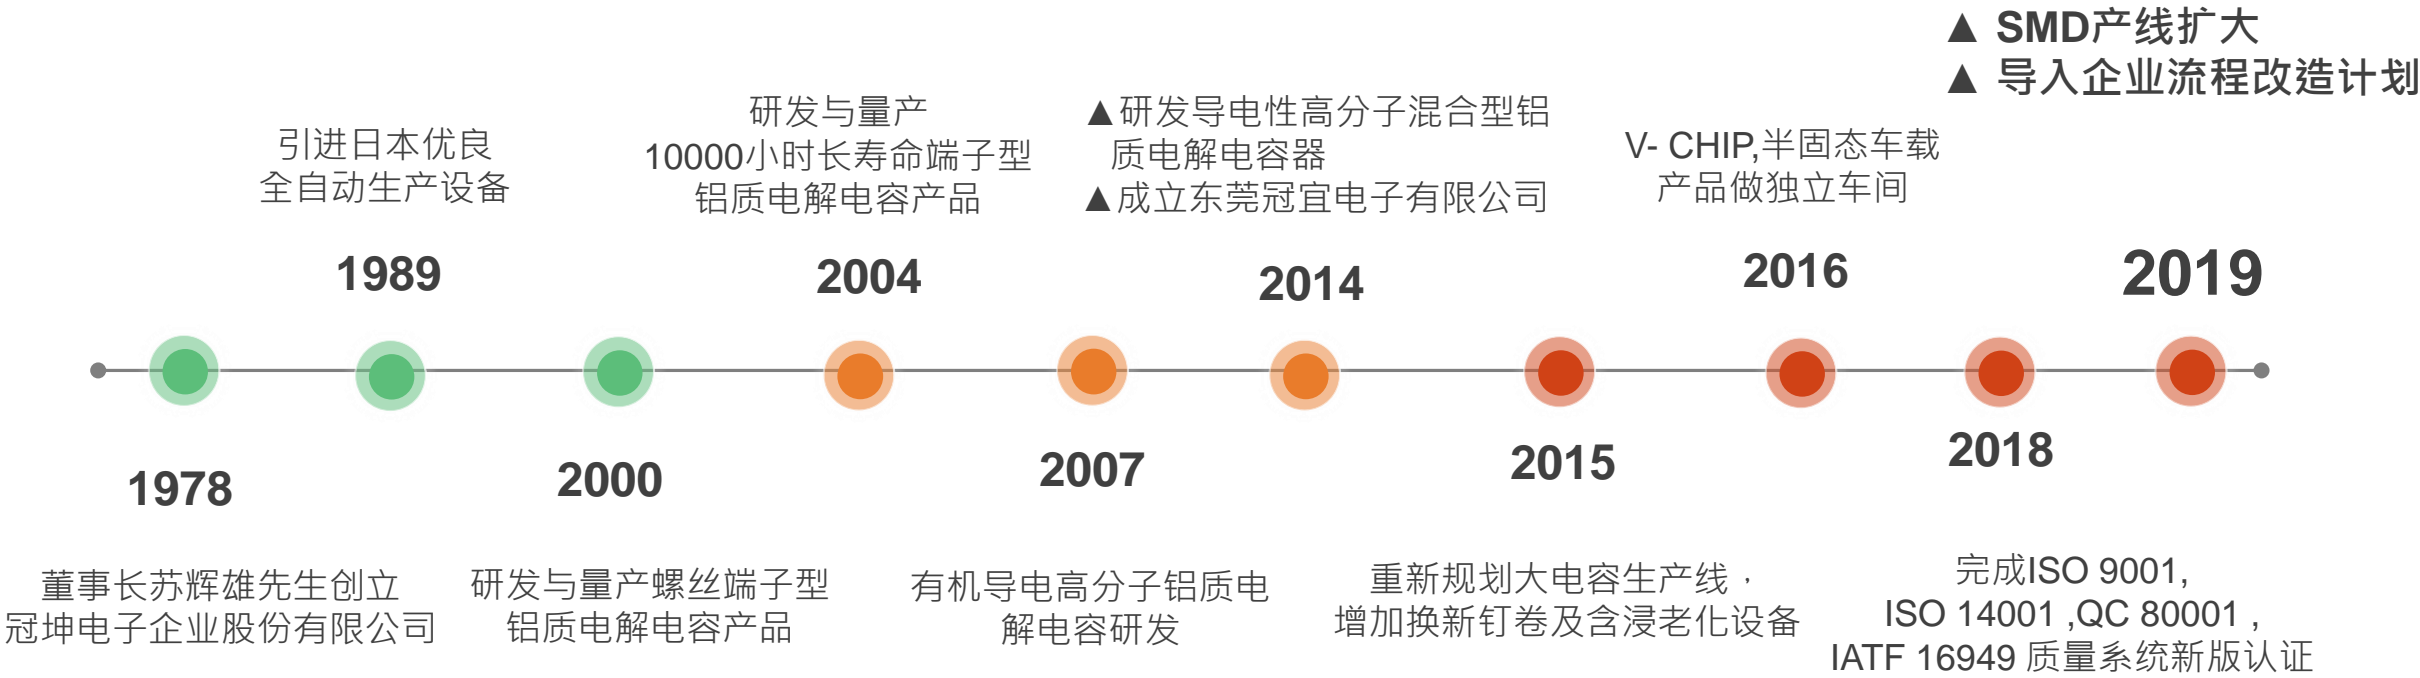 ▲ SMD产线扩大
▲ 导入企业流程改造计划
引进日本优良
全自动生产设备
1989
研发与量产
10000小时长寿命端子型
铝质电解电容产品
2004
▲研发导电性高分子混合型铝
质电解电容器
▲成立东莞冠宜电子有限公司
2014
V- CHIP,半固态车载
产品做独立车间
2016
2019
1978
董事长苏辉雄先生创立
冠坤电子企业股份有限公司
2000
研发与量产螺丝端子型
铝质电解电容产品
2007
有机导电高分子铝质电
解电容研发
2015
重新规划大电容生产线，
增加换新钉卷及含浸老化设备
2018
完成ISO 9001,
ISO 14001 ,QC 80001 ,
IATF 16949 质量系统新版认证